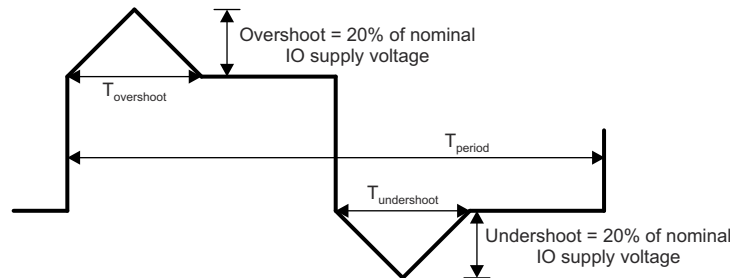 Overshoot = 20% of nominal
IO supply voltage
Tovershoot
Tperiod
Tundershoot
Undershoot = 20% of nominal
IO supply voltage